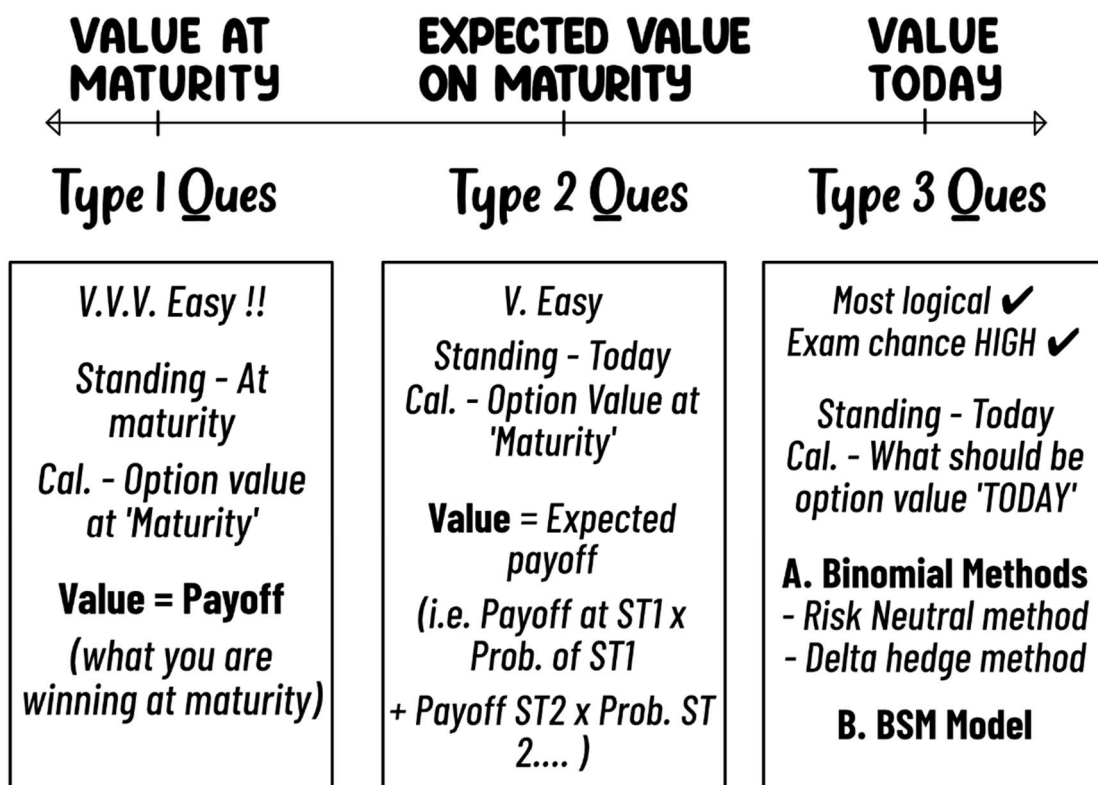 VALUE AT
MATURITY
EXPECTED VALUE
ON MATURITY
VALUE
TODAY
Type 1 Ques
Type 2 Ques
Type 3 Ques
V.V.V. Easy !!
Standing - At
maturity
Cal. - Option value
at 'Maturity'
Value = Payoff
(what you are
winning at maturity)
V. Easy
Standing - Today
Cal. - Option Value at
'Maturity'
Value = Expected
payoff
(i.e. Payoff at ST1 x
Prob. of ST1
+ Payoff ST2 x Prob. ST
2.... )
Most logical ✔
Exam chance HIGH ✔
Standing - Today
Cal. - What should be
option value 'TODAY'
A. Binomial Methods
- Risk Neutral method
- Delta hedge method
B. BSM Model